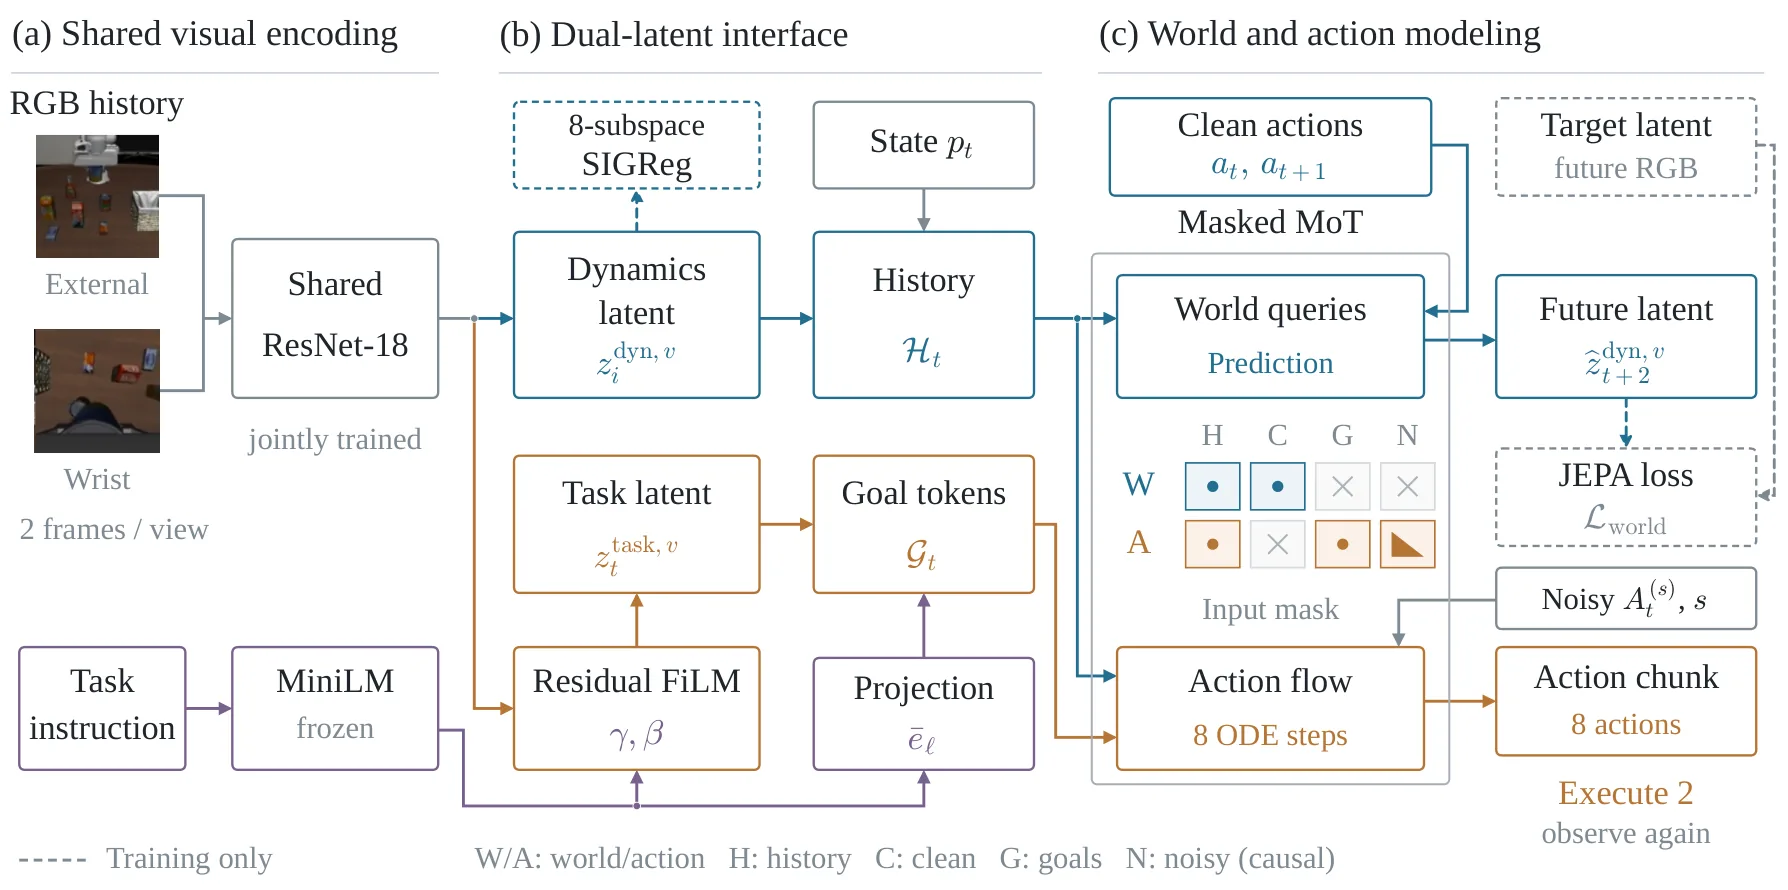 (a) Shared visual encoding
RGB history
External
Wrist
2 frames / view
Shared
ResNet-18
jointly trained
Task
instruction
MiniLM
frozen
(b) Dual-latent interface
8-subspace
SIGReg
State p_t
Dynamics
latent
z_i^{dyn, v}
History
ℋ_t
Task latent
z_t^{task, v}
Goal tokens
𝒢_t
Residual FiLM
γ, β
Projection
ē_ℓ
(c) World and action modeling
Clean actions
a_t, a_{t+1}
Target latent
future RGB
Masked MoT
World queries
Prediction
Future latent
ẑ_{t+2}^{dyn, v}
H C G N
W
A
Input mask
JEPA loss
ℒ_world
Noisy A_t^{(s)}, s
Action flow
8 ODE steps
Action chunk
8 actions
Execute 2
observe again
Training only
W/A: world/action H: history C: clean G: goals N: noisy (causal)